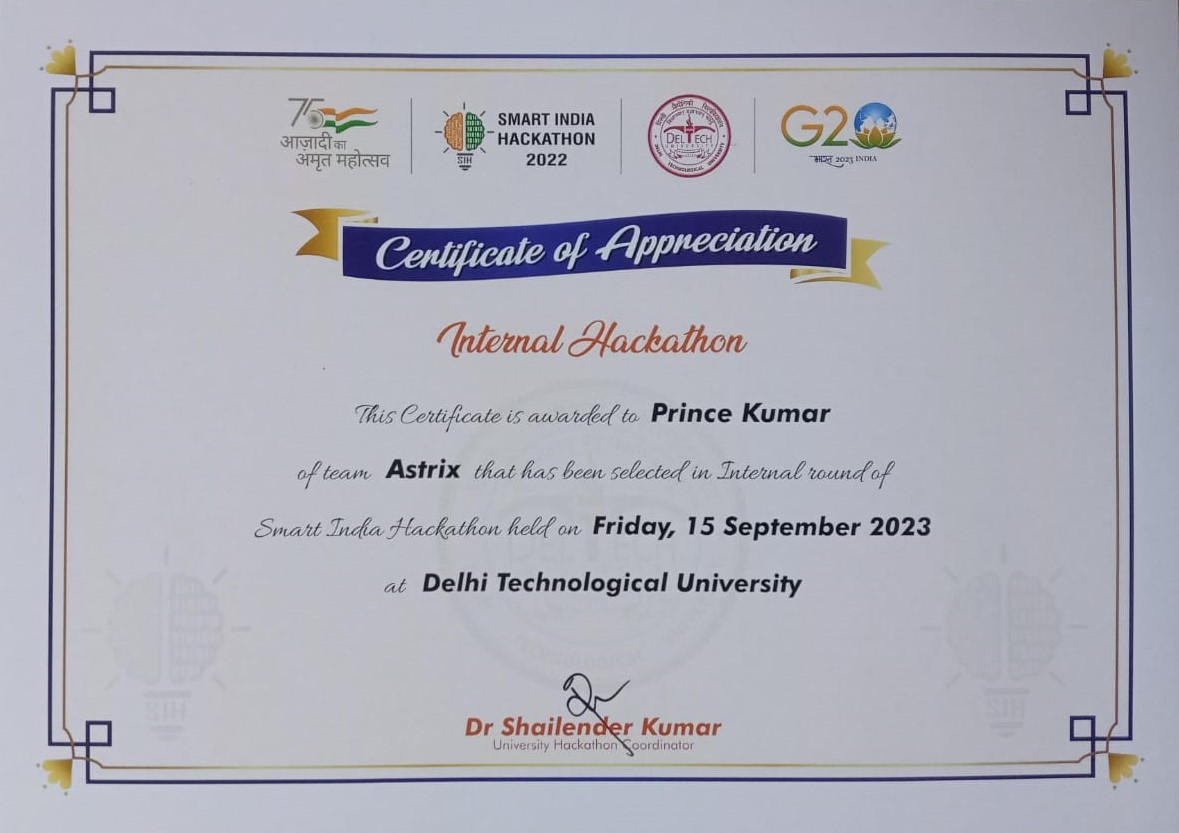 75
आज़ादी का
अमृत महोत्सव
SIH
SMART INDIA
HACKATHON
2022
DELTECH
UNIVERSITY
G20
भारत 2023 INDIA
Certificate of Appreciation
Internal Hackathon
This Certificate is awarded to Prince Kumar
of team Astrix that has been selected in Internal round of
Smart India Hackathon held on Friday, 15 September 2023
at Delhi Technological University
SIH
SIH
Dr Shailender Kumar
University Hackathon Coordinator